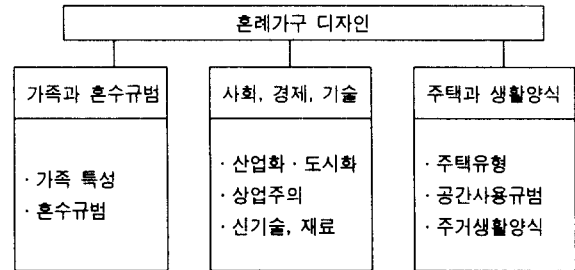 혼례가구 디자인
가족과 혼수규범
· 가족 특성
· 혼수규범
사회, 경제, 기술
· 산업화 · 도시화
· 상업주의
· 신기술, 재료
주택과 생활양식
· 주택유형
· 공간사용규범
· 주거생활양식